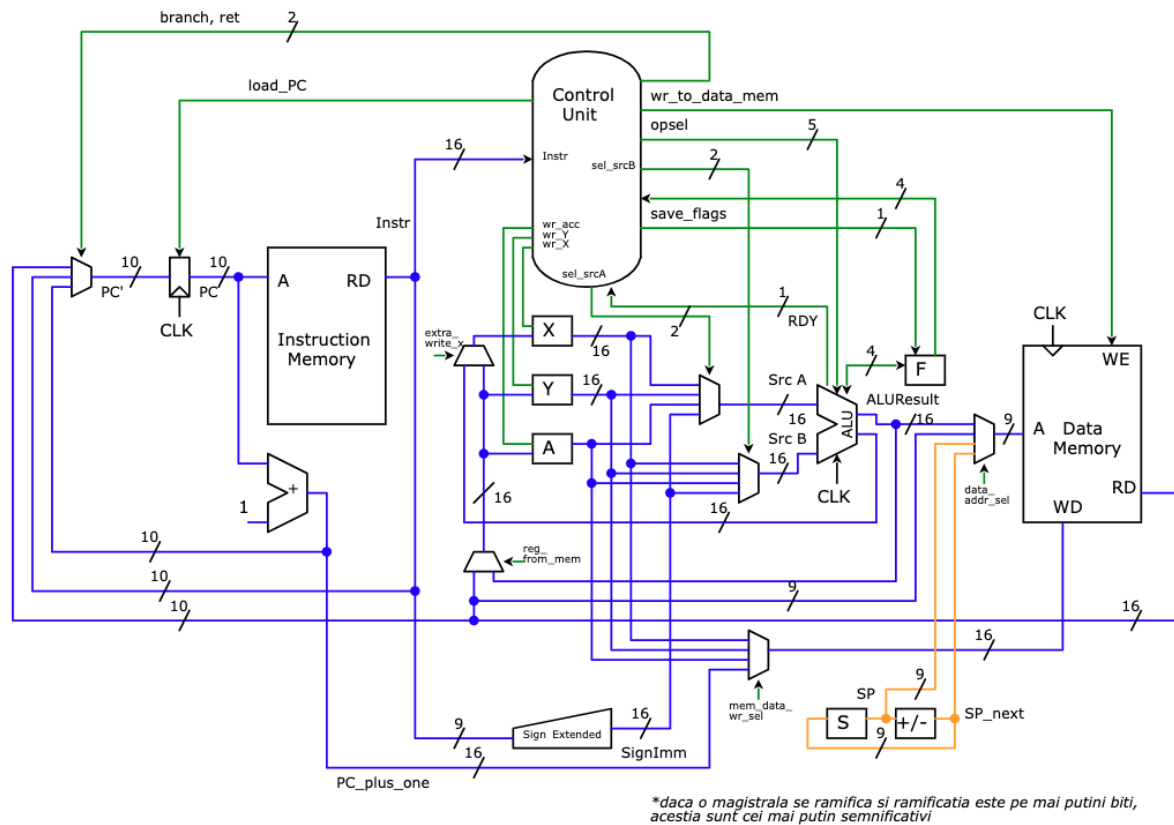 branch, ret
2
load_PC
Control
Unit
wr_to_data_mem
opsel
5
16
Instr
sel_srcB
2
4
Instr
save_flags
1
wr_acc
wr_Y
wr_X
sel_srcA
10
PC'
10
PC
CLK
A
RD
Instruction
Memory
1
RDY
2
extra_
write_x
X
16
Y
16
A
16
Src A
16
Src B
16
ALU
CLK
4
F
ALUResult
16
9
data_
addr_sel
CLK
WE
A
Data
Memory
RD
WD
+
1
16
10
reg_
from_mem
10
9
10
16
16
mem_data_
wr_sel
9
SP
S
+/-
SP_next
9
9
Sign Extended
16
SignImm
16
PC_plus_one
*daca o magistrala se ramifica si ramificatia este pe mai putini biti,
acestia sunt cei mai putin semnificativi